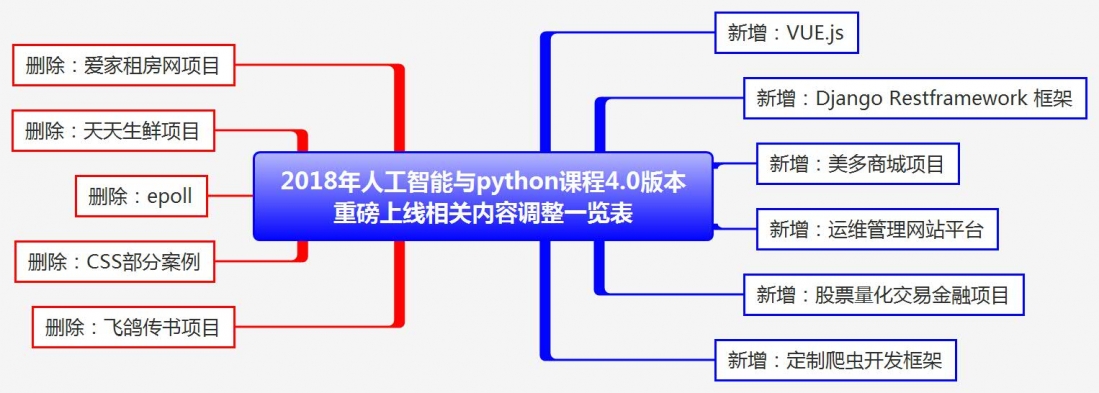 2018年人工智能与python课程4.0版本
重磅上线相关内容调整一览表
删除：爱家租房网项目
删除：天天生鲜项目
删除：epoll
删除：CSS部分案例
删除：飞鸽传书项目
新增：VUE.js
新增：Django Restframework 框架
新增：美多商城项目
新增：运维管理网站平台
新增：股票量化交易金融项目
新增：定制爬虫开发框架